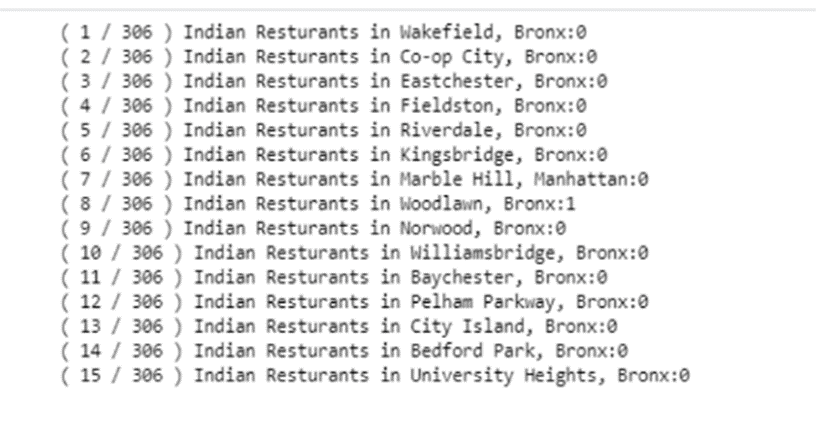 ( 1 / 306 ) Indian Resturants in Wakefield, Bronx:0
( 2 / 306 ) Indian Resturants in Co-op City, Bronx:0
( 3 / 306 ) Indian Resturants in Eastchester, Bronx:0
( 4 / 306 ) Indian Resturants in Fieldston, Bronx:0
( 5 / 306 ) Indian Resturants in Riverdale, Bronx:0
( 6 / 306 ) Indian Resturants in Kingsbridge, Bronx:0
( 7 / 306 ) Indian Resturants in Marble Hill, Manhattan:0
( 8 / 306 ) Indian Resturants in Woodlawn, Bronx:1
( 9 / 306 ) Indian Resturants in Norwood, Bronx:0
( 10 / 306 ) Indian Resturants in Williamsbridge, Bronx:0
( 11 / 306 ) Indian Resturants in Baychester, Bronx:0
( 12 / 306 ) Indian Resturants in Pelham Parkway, Bronx:0
( 13 / 306 ) Indian Resturants in City Island, Bronx:0
( 14 / 306 ) Indian Resturants in Bedford Park, Bronx:0
( 15 / 306 ) Indian Resturants in University Heights, Bronx:0